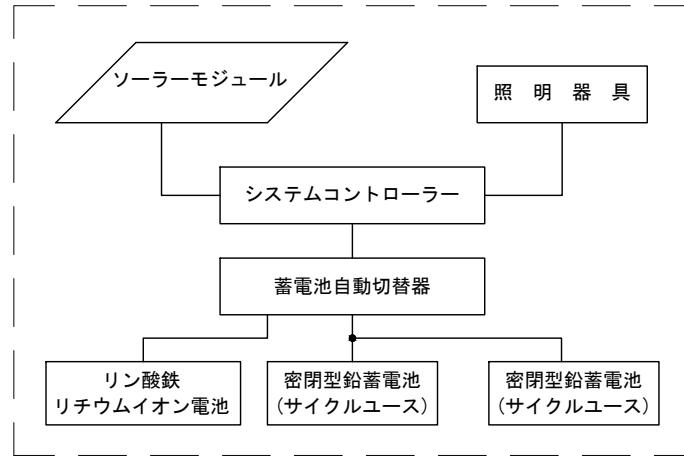 ソーラーモジュール
照 明 器 具
システムコントローラー
蓄電池自動切替器
リン酸鉄
リチウムイオン電池
密閉型鉛蓄電池
(サイクルユース)
密閉型鉛蓄電池
(サイクルユース)